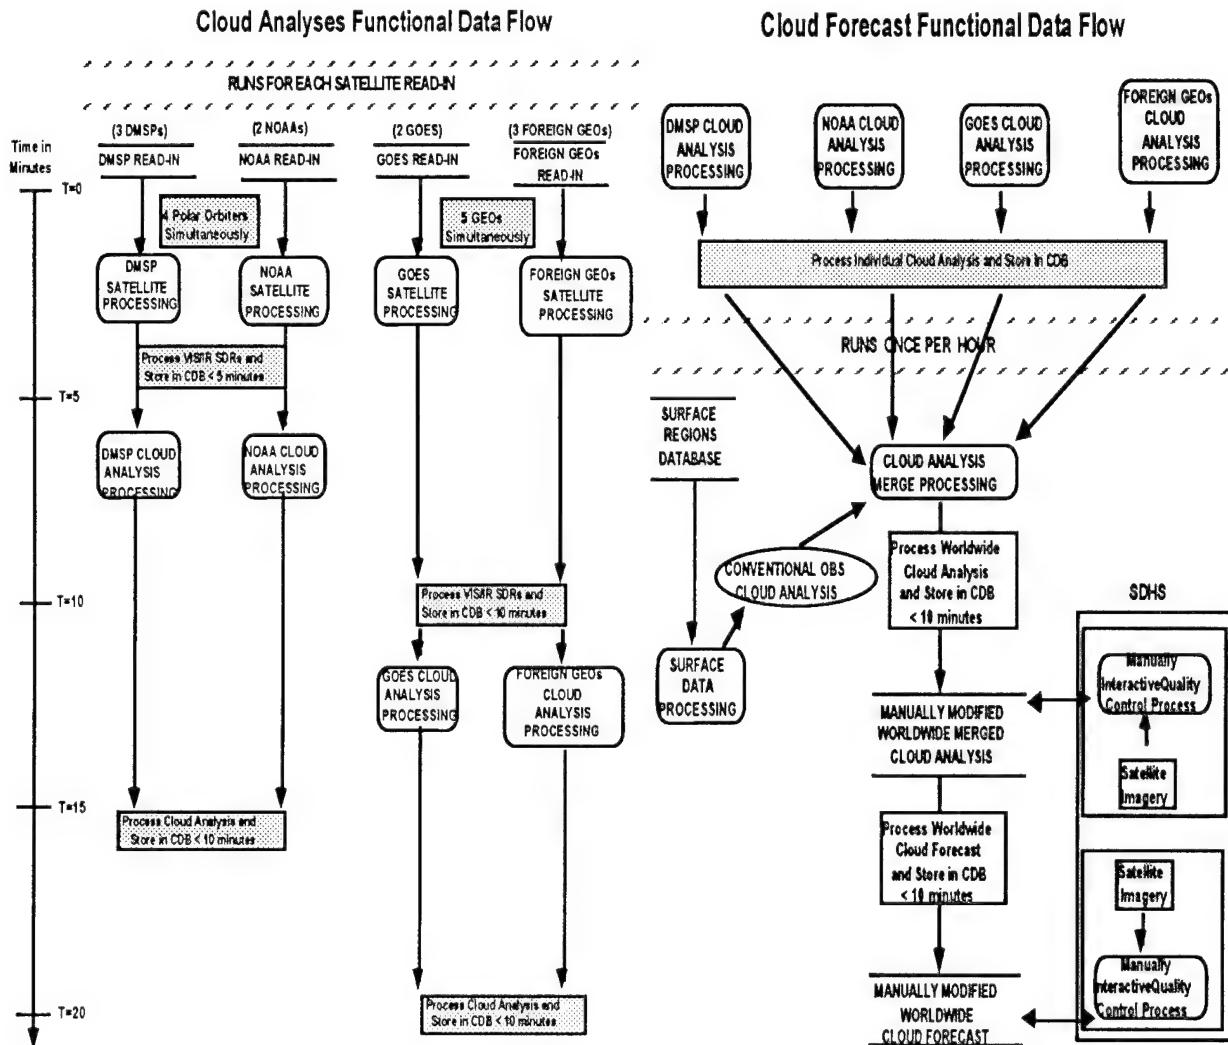 Cloud Analyses Functional Data Flow
RUNS FOR EACH SATELLITE READ-IN
Time in
Minutes
(3 DMSPs)
DMSP READ-IN
(2 NOAAs)
NOAA READ-IN
(2 GOES)
GOES READ-IN
(3 FOREIGN GEOs)
FOREIGN GEOs
READ-IN
T=0
4 Polar Orbiters
Simultaneously
5 GEOs
Simultaneously
DMSP
SATELLITE
PROCESSING
NOAA
SATELLITE
PROCESSING
GOES
SATELLITE
PROCESSING
FOREIGN GEOs
SATELLITE
PROCESSING
Process VIS/IR SDRs and
Store in CDB < 5 minutes
T=5
DMSP CLOUD
ANALYSIS
PROCESSING
NOAA CLOUD
ANALYSIS
PROCESSING
Process VIS/IR SDRs and
Store in CDB < 10 minutes
T=10
GOES CLOUD
ANALYSIS
PROCESSING
FOREIGN GEOs
CLOUD
ANALYSIS
PROCESSING
T=15
Process Cloud Analysis and
Store in CDB < 10 minutes
Process Cloud Analysis and
Store in CDB < 10 minutes
T=20
Cloud Forecast Functional Data Flow
DMSP CLOUD
ANALYSIS
PROCESSING
NOAA CLOUD
ANALYSIS
PROCESSING
GOES CLOUD
ANALYSIS
PROCESSING
FOREIGN GEOs
CLOUD
ANALYSIS
PROCESSING
Process Individual Cloud Analysis and Store In CDB
RUNS ONCE PER HOUR
SURFACE
REGIONS
DATABASE
CLOUD ANALYSIS
MERGE PROCESSING
CONVENTIONAL OBS
CLOUD ANALYSIS
Process Worldwide
Cloud Analysis
and Store in CDB
< 10 minutes
SURFACE
DATA
PROCESSING
SDHS
Manually
InteractiveQuality
Control Process
Satellite
Imagery
MANUALLY MODIFIED
WORLDWIDE MERGED
CLOUD ANALYSIS
Process Worldwide
Cloud Forecast
and Store in CDB
< 10 minutes
Satellite
Imagery
Manually
InteractiveQuality
Control Process
MANUALLY MODIFIED
WORLDWIDE
CLOUD FORECAST